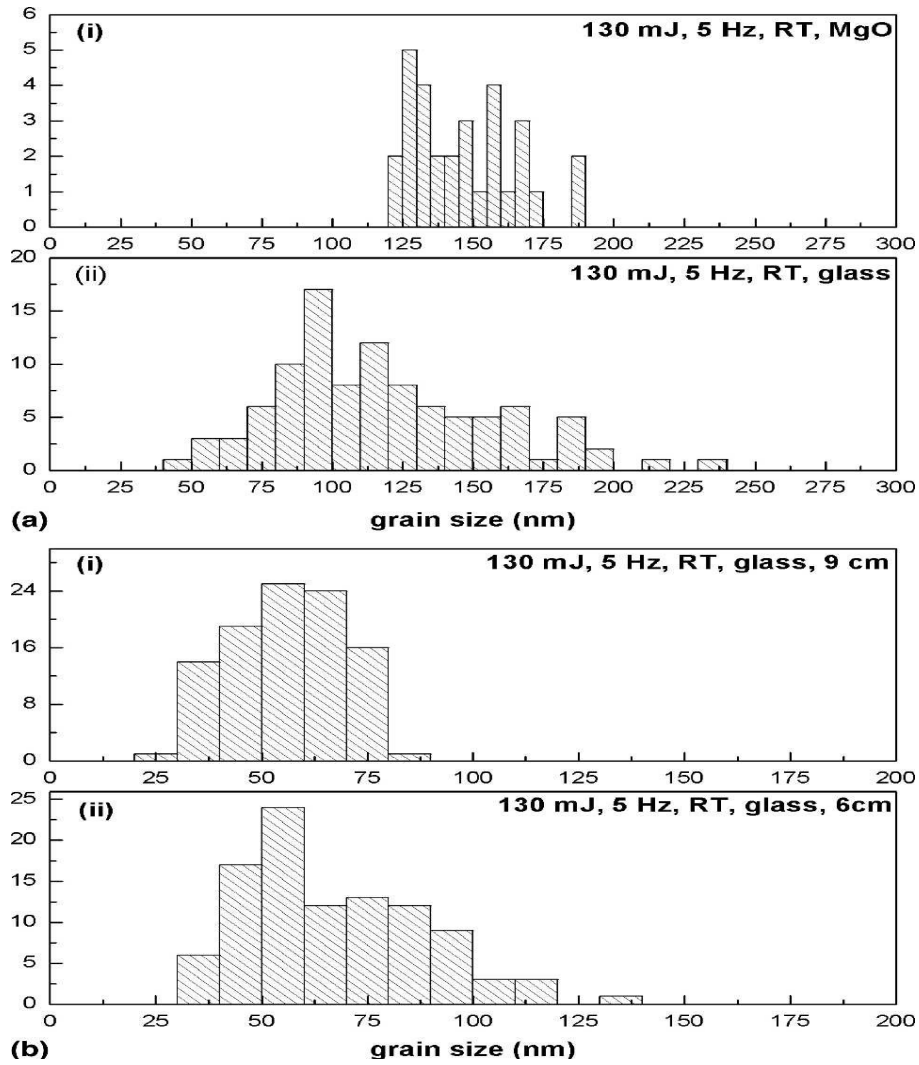 (i)
130 mJ, 5 Hz, RT, MgO
6
5
4
3
2
1
0
0 25 50 75 100 125 150 175 200 225 250 275 300
(ii)
130 mJ, 5 Hz, RT, glass
20
15
10
5
0
0 25 50 75 100 125 150 175 200 225 250 275 300
(a)
grain size (nm)
(i)
130 mJ, 5 Hz, RT, glass, 9 cm
24
16
8
0
0 25 50 75 100 125 150 175 200
(ii)
130 mJ, 5 Hz, RT, glass, 6cm
25
20
15
10
5
0
0 25 50 75 100 125 150 175 200
(b)
grain size (nm)